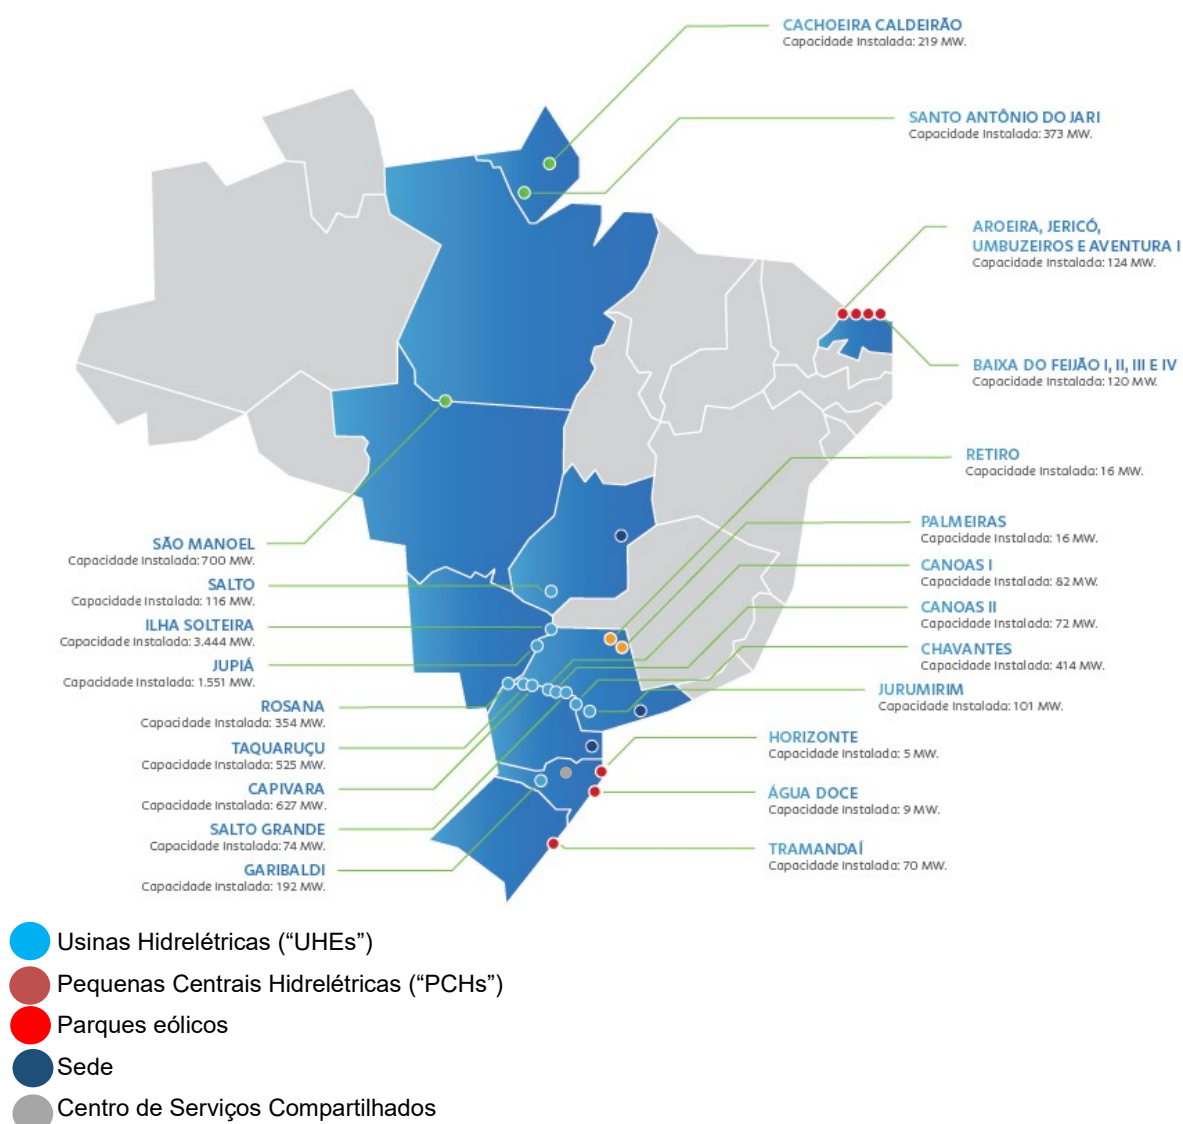 CACHOEIRA CALDEIRÃO
Capacidade Instalada: 219 MW.
SANTO ANTÔNIO DO JARI
Capacidade Instalada: 373 MW.
AROEIRA, JERICÓ,
UMBUZEIROS E AVENTURA I
Capacidade Instalada: 124 MW.
BAIXA DO FEIJÃO I, II, III E IV
Capacidade Instalada: 120 MW.
RETIRO
Capacidade Instalada: 16 MW.
PALMEIRAS
Capacidade Instalada: 16 MW.
CANOAS I
Capacidade Instalada: 82 MW.
CANOAS II
Capacidade Instalada: 72 MW.
CHAVANTES
Capacidade Instalada: 414 MW.
JURUMIRIM
Capacidade Instalada: 101 MW.
HORIZONTE
Capacidade Instalada: 5 MW.
ÁGUA DOCE
Capacidade Instalada: 9 MW.
TRAMANDAÍ
Capacidade Instalada: 70 MW.
SÃO MANOEL
Capacidade Instalada: 700 MW.
SALTO
Capacidade Instalada: 116 MW.
ILHA SOLTEIRA
Capacidade Instalada: 3.444 MW.
JUPIÁ
Capacidade Instalada: 1.551 MW.
ROSANA
Capacidade Instalada: 354 MW.
TAQUARUÇU
Capacidade Instalada: 525 MW.
CAPIVARA
Capacidade Instalada: 627 MW.
SALTO GRANDE
Capacidade Instalada: 74 MW.
GARIBALDI
Capacidade Instalada: 192 MW.
Usinas Hidrelétricas (“UHEs”)
Pequenas Centrais Hidrelétricas (“PCHs”)
Parques eólicos
Sede
Centro de Serviços Compartilhados